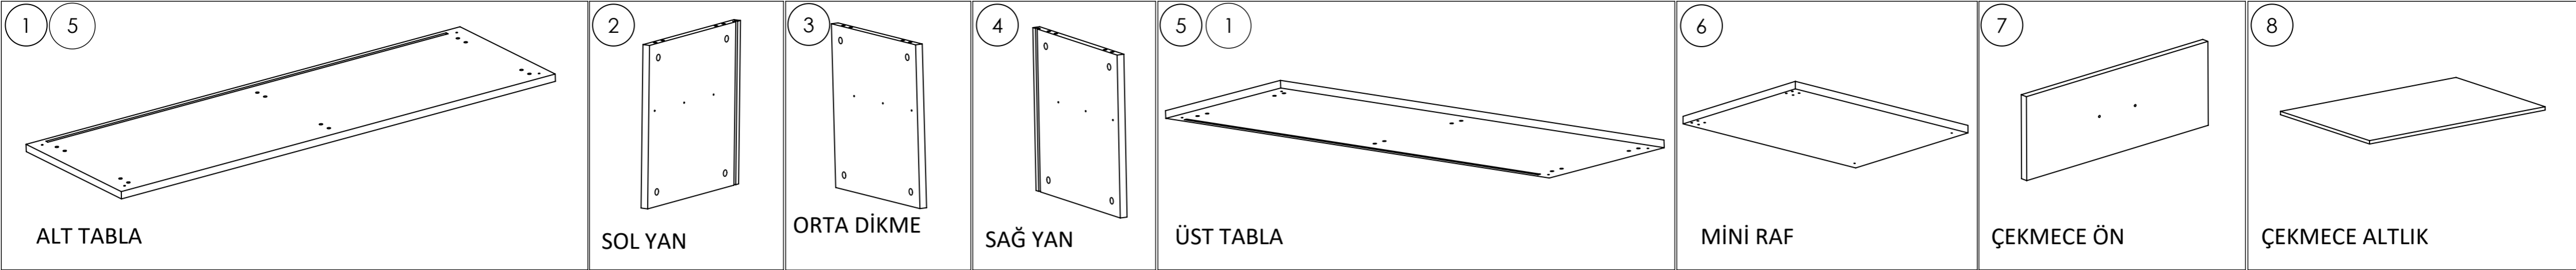 1 5
ALT TABLA
2
SOL YAN
3
ORTA DİKME
4
SAĞ YAN
5 1
ÜST TABLA
6
MİNİ RAF
7
ÇEKMECE ÖN
8
ÇEKMECE ALTLIK